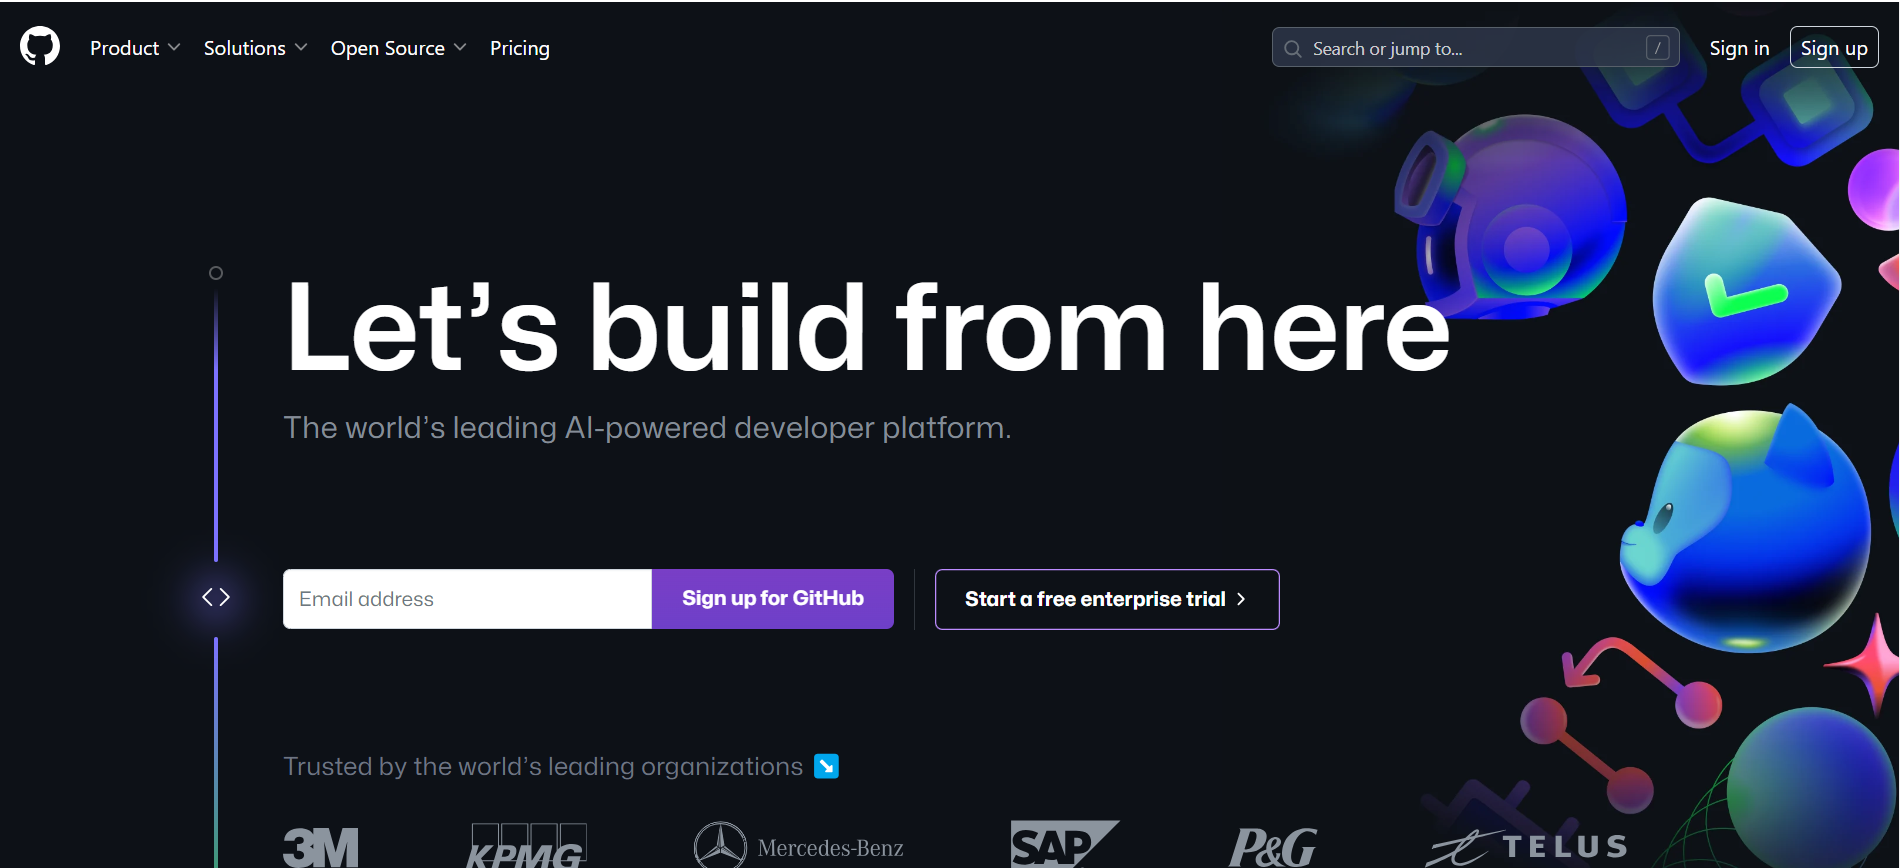 Product Solutions Open Source Pricing Search or jump to... / Sign in Sign up
Let’s build from here
The world’s leading AI-powered developer platform.
Email address Sign up for GitHub Start a free enterprise trial
Trusted by the world’s leading organizations
3M KPMG Mercedes-Benz SAP P&G TELUS